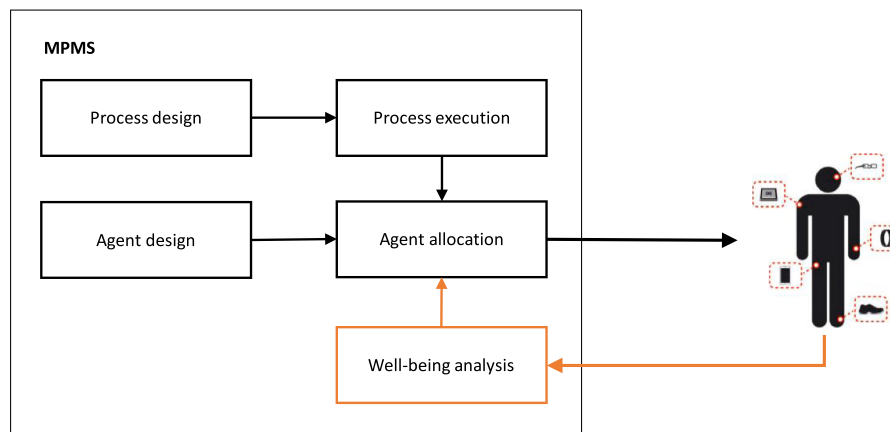 MPMS
Process design
Process execution
Agent design
Agent allocation
Well-being analysis